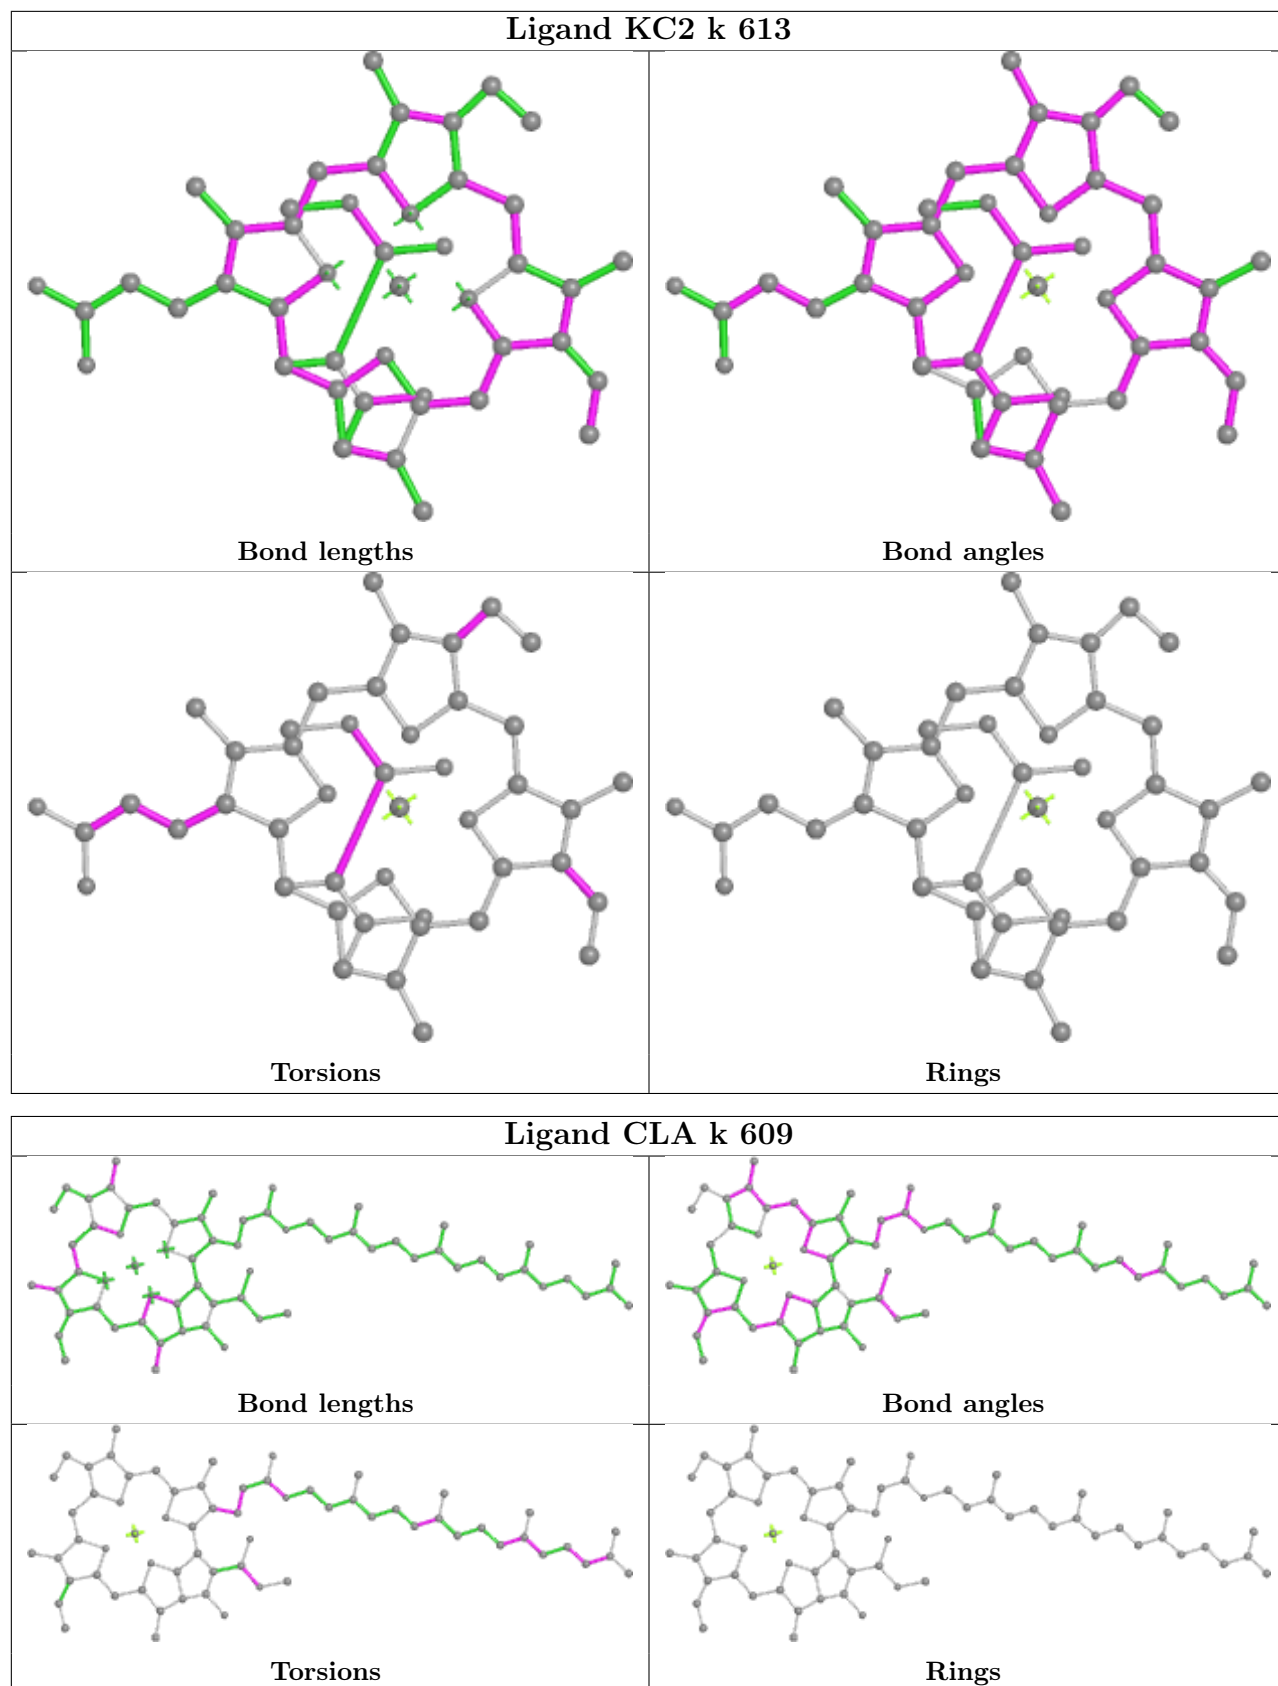 Ligand KC2 k 613
Bond lengths
Bond angles
Torsions
Rings
Ligand CLA k 609
Bond lengths
Bond angles
Torsions
Rings